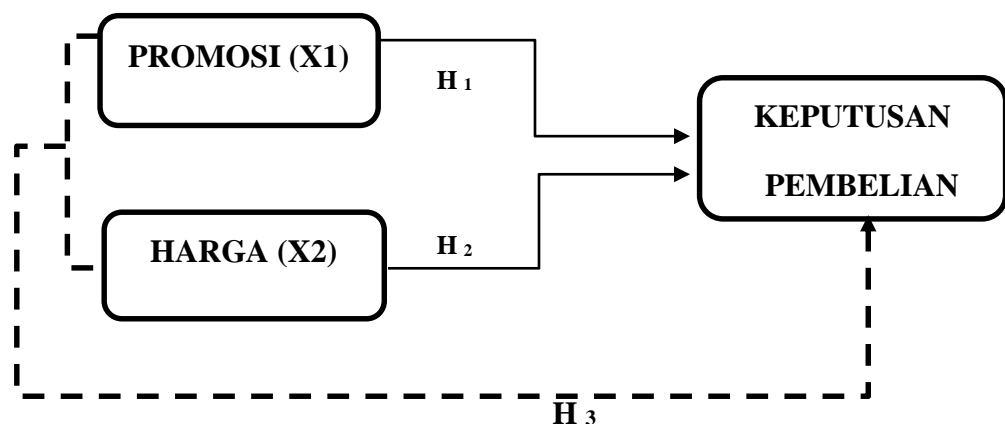 PROMOSI (X1)
H 1
KEPUTUSAN
PEMBELIAN
HARGA (X2)
H 2
H 3